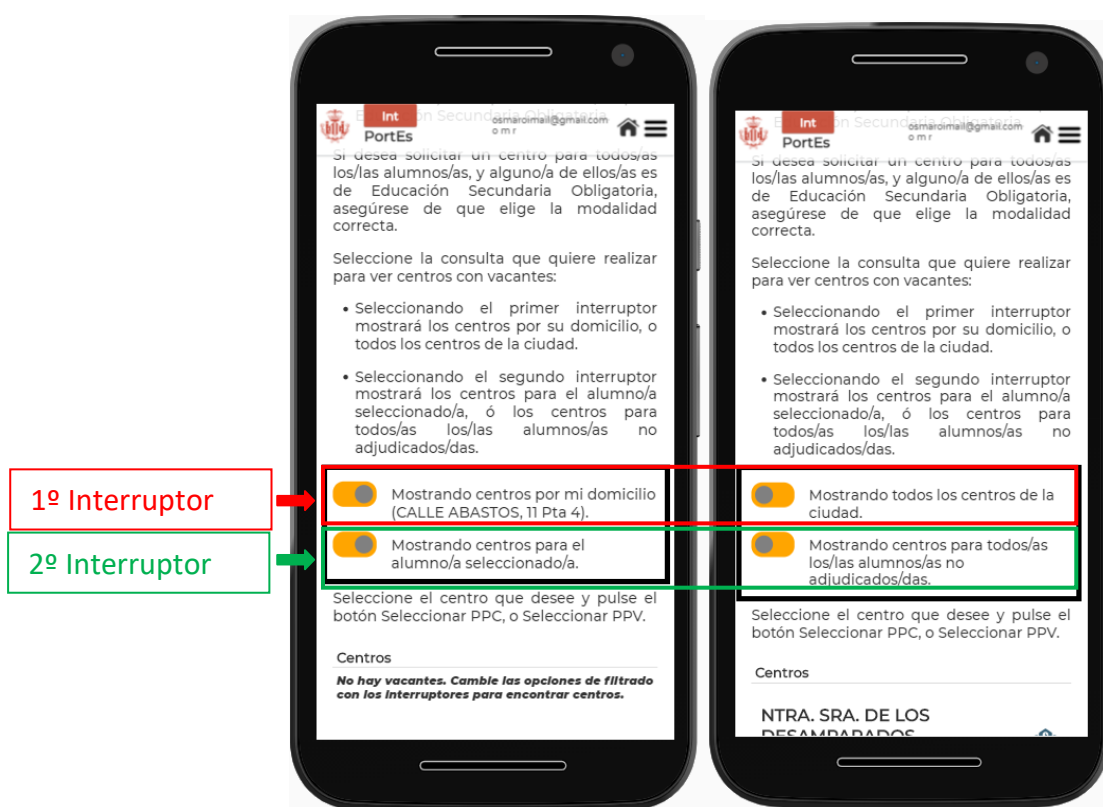 1º Interruptor
2º Interruptor
Int
PortEs
osmaroimail@gmail.com
o m r
Educación Secundaria Obligatoria
Si desea solicitar un centro para todos/as
los/las alumnos/as, y alguno/a de ellos/as es
de Educación Secundaria Obligatoria,
asegúrese de que elige la modalidad
correcta.
Seleccione la consulta que quiere realizar
para ver centros con vacantes:
• Seleccionando el primer interruptor
mostrará los centros por su domicilio, o
todos los centros de la ciudad.
• Seleccionando el segundo interruptor
mostrará los centros para el alumno/a
seleccionado/a, ó los centros para
todos/as los/las alumnos/as no
adjudicados/das.
Mostrando centros por mi domicilio
(CALLE ABASTOS, 11 Pta 4).
Mostrando centros para el
alumno/a seleccionado/a.
Seleccione el centro que desee y pulse el
botón Seleccionar PPC, o Seleccionar PPV.
Centros
No hay vacantes. Cambie las opciones de filtrado
con los interruptores para encontrar centros.
Int
PortEs
osmaroimail@gmail.com
o m r
Secundaria Obligatoria
Si desea solicitar un centro para todos/as
los/las alumnos/as, y alguno/a de ellos/as es
de Educación Secundaria Obligatoria,
asegúrese de que elige la modalidad
correcta.
Seleccione la consulta que quiere realizar
para ver centros con vacantes:
• Seleccionando el primer interruptor
mostrará los centros por su domicilio, o
todos los centros de la ciudad.
• Seleccionando el segundo interruptor
mostrará los centros para el alumno/a
seleccionado/a, ó los centros para
todos/as los/las alumnos/as no
adjudicados/das.
Mostrando todos los centros de la
ciudad.
Mostrando centros para todos/as
los/las alumnos/as no
adjudicados/das.
Seleccione el centro que desee y pulse el
botón Seleccionar PPC, o Seleccionar PPV.
Centros
NTRA. SRA. DE LOS
DESAMPARADOS